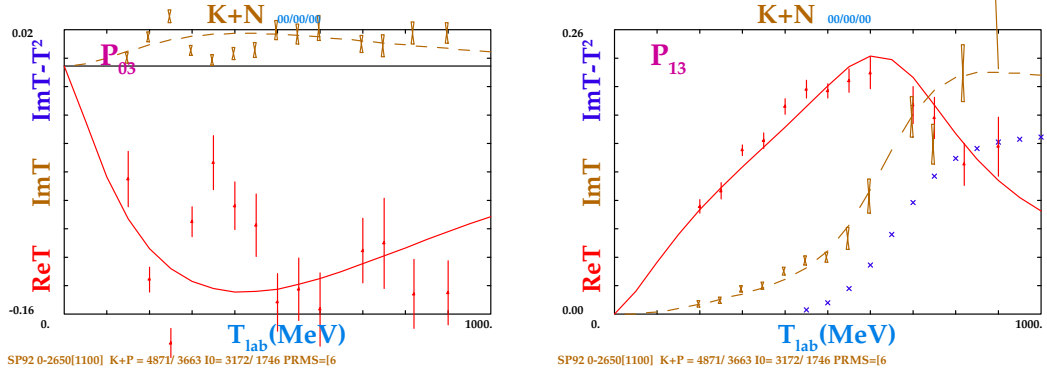 K+N 00/00/00
0.02
P03
ImT-T²
ImT
ReT
-0.16
0.
1000.
Tlab(MeV)
SP92 0-2650[1100] K+P = 4871/ 3663 I0= 3172/ 1746 PRMS=[6
K+N 00/00/00
0.26
P13
ImT-T²
ImT
ReT
0.00
0.
1000.
Tlab(MeV)
SP92 0-2650[1100] K+P = 4871/ 3663 I0= 3172/ 1746 PRMS=[6